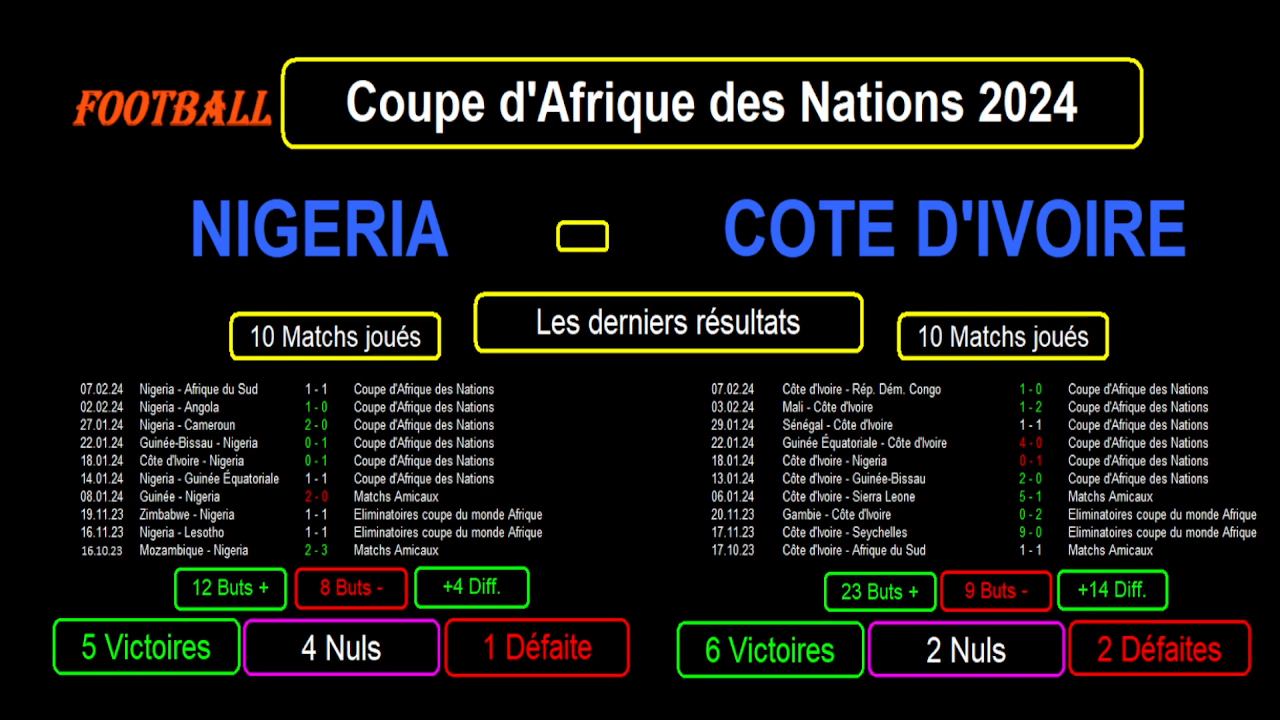 FOOTBALL Coupe d'Afrique des Nations 2024
NIGERIA COTE D'IVOIRE
Les derniers résultats
10 Matchs joués 10 Matchs joués
07.02.24 Nigeria - Afrique du Sud 1 - 1 Coupe d'Afrique des Nations
02.02.24 Nigeria - Angola 1 - 0 Coupe d'Afrique des Nations
27.01.24 Nigeria - Cameroun 2 - 0 Coupe d'Afrique des Nations
22.01.24 Guinée-Bissau - Nigeria 0 - 1 Coupe d'Afrique des Nations
18.01.24 Côte d'Ivoire - Nigeria 0 - 1 Coupe d'Afrique des Nations
14.01.24 Nigeria - Guinée Équatoriale 1 - 1 Coupe d'Afrique des Nations
08.01.24 Guinée - Nigeria 2 - 0 Matchs Amicaux
19.11.23 Zimbabwe - Nigeria 1 - 1 Eliminatoires coupe du monde Afrique
16.11.23 Nigeria - Lesotho 1 - 1 Eliminatoires coupe du monde Afrique
16.10.23 Mozambique - Nigeria 2 - 3 Matchs Amicaux
12 Buts + 8 Buts - +4 Diff.
5 Victoires 4 Nuls 1 Défaite
07.02.24 Côte d'Ivoire - Rép. Dém. Congo 1 - 0 Coupe d'Afrique des Nations
03.02.24 Mali - Côte d'Ivoire 1 - 2 Coupe d'Afrique des Nations
29.01.24 Sénégal - Côte d'Ivoire 1 - 1 Coupe d'Afrique des Nations
22.01.24 Guinée Équatoriale - Côte d'Ivoire 4 - 0 Coupe d'Afrique des Nations
18.01.24 Côte d'Ivoire - Nigeria 0 - 1 Coupe d'Afrique des Nations
13.01.24 Côte d'Ivoire - Guinée-Bissau 2 - 0 Coupe d'Afrique des Nations
06.01.24 Côte d'Ivoire - Sierra Leone 5 - 1 Matchs Amicaux
20.11.23 Gambie - Côte d'Ivoire 0 - 2 Eliminatoires coupe du monde Afrique
17.11.23 Côte d'Ivoire - Seychelles 9 - 0 Eliminatoires coupe du monde Afrique
17.10.23 Côte d'Ivoire - Afrique du Sud 1 - 1 Matchs Amicaux
23 Buts + 9 Buts - +14 Diff.
6 Victoires 2 Nuls 2 Défaites